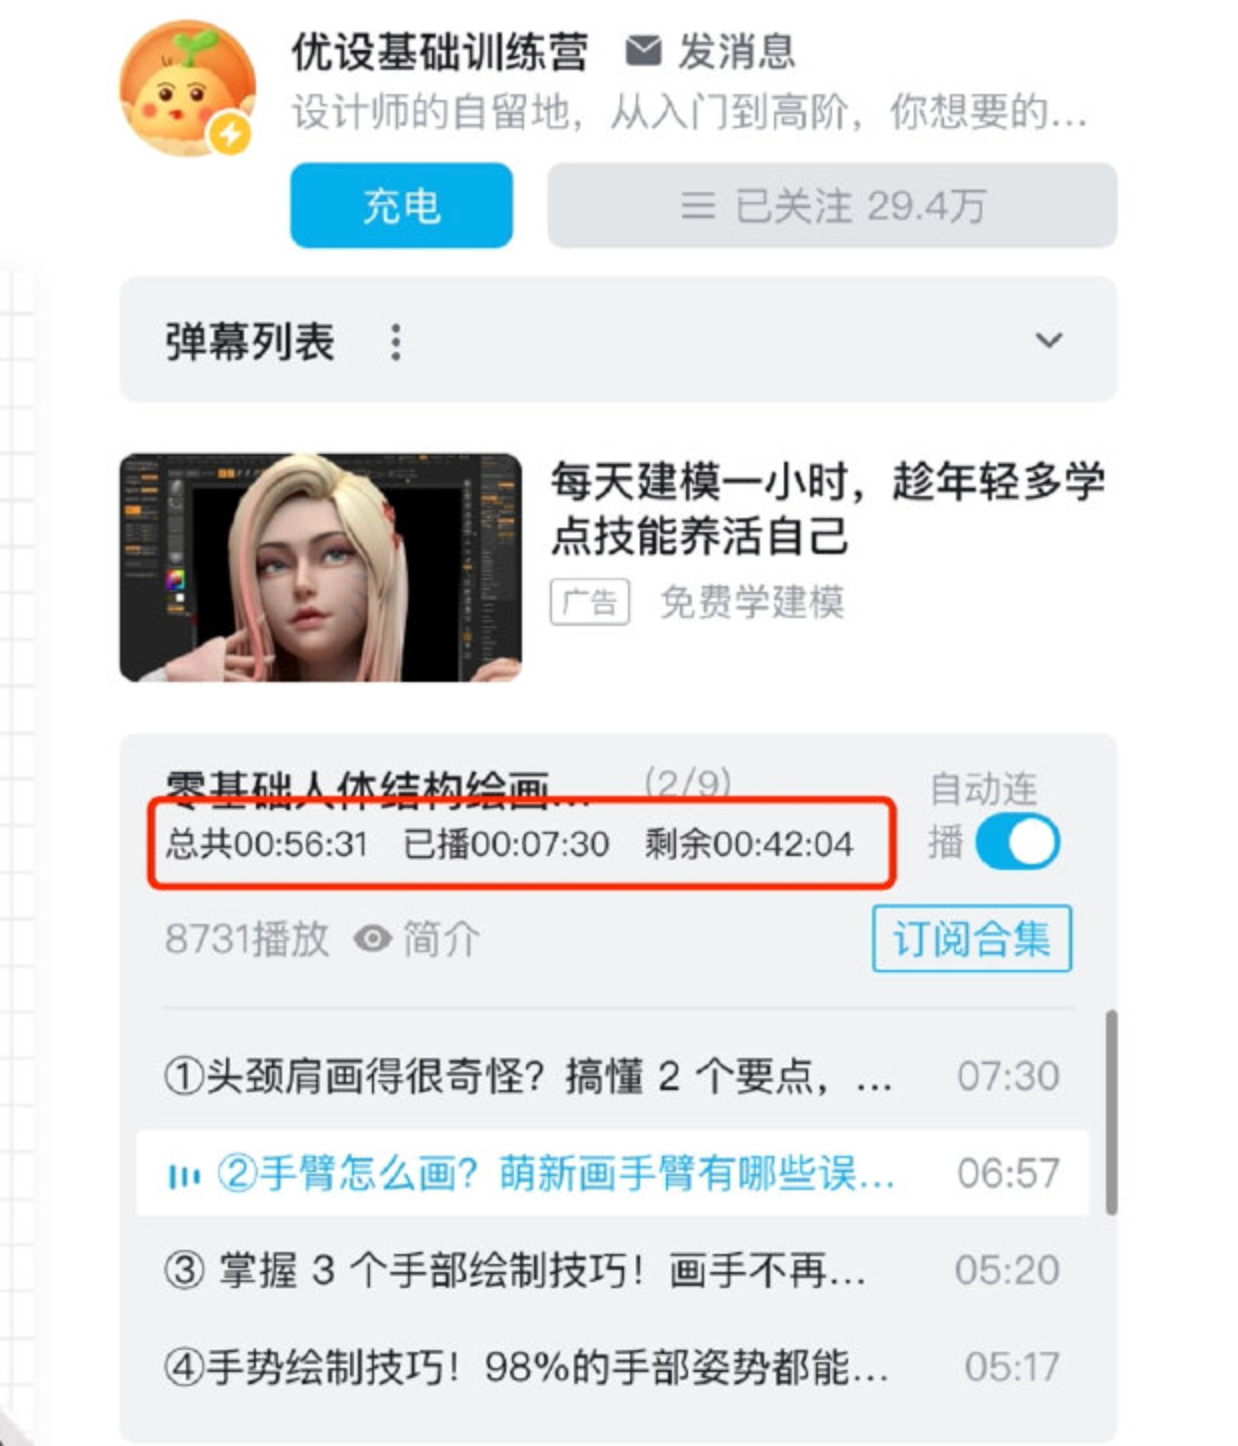 优设基础训练营 发消息
设计师的自留地，从入门到高阶，你想要的...
充电
已关注 29.4万
弹幕列表
每天建模一小时，趁年轻多学
点技能养活自己
广告 免费学建模
零基础人体结构绘画... (2/9)
自动连
播
总共00:56:31 已播00:07:30 剩余00:42:04
8731播放 简介
订阅合集
①头颈肩画得很奇怪？搞懂 2 个要点，... 07:30
②手臂怎么画？萌新画手臂有哪些误... 06:57
③ 掌握 3 个手部绘制技巧！画手不再... 05:20
④手势绘制技巧！98%的手部姿势都能... 05:17